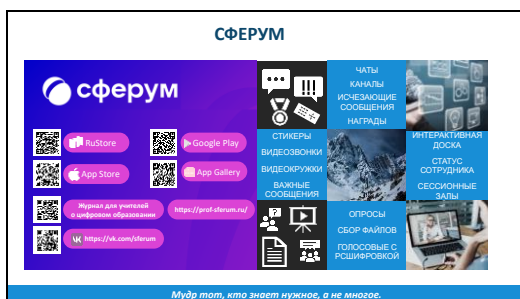 СФЕРУМ
сферум
RuStore
Google Play
App Store
App Gallery
Журнал для учителей
о цифровом образовании
https://prof-sferum.ru/
https://vk.com/sferum
ЧАТЫ
КАНАЛЫ
ИСЧЕЗАЮЩИЕ
СООБЩЕНИЯ
НАГРАДЫ
СТИКЕРЫ
ВИДЕОЗВОНКИ
ВИДЕОКРУЖКИ
ВАЖНЫЕ
СООБЩЕНИЯ
ИНТЕРАКТИВНАЯ
ДОСКА
СТАТУС
СОТРУДНИКА
СЕССИОННЫЕ
ЗАЛЫ
ОПРОСЫ
СБОР ФАЙЛОВ
ГОЛОСОВЫЕ С
РСШИФРОВКОЙ
Мудр тот, кто знает нужное, а не многое.